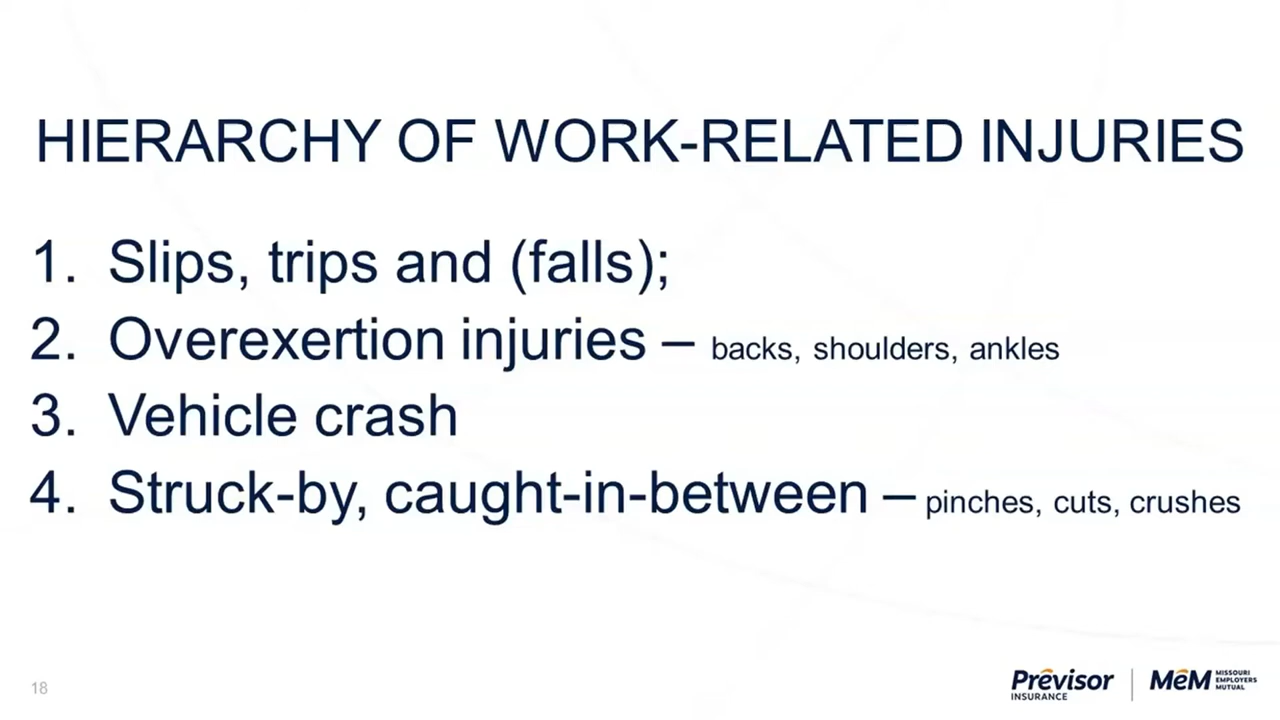 HIERARCHY OF WORK-RELATED INJURIES
1. Slips, trips and (falls);
2. Overexertion injuries – backs, shoulders, ankles
3. Vehicle crash
4. Struck-by, caught-in-between – pinches, cuts, crushes
18
Prévisor
INSURANCE
MéM
MISSOURI
EMPLOYERS
MUTUAL